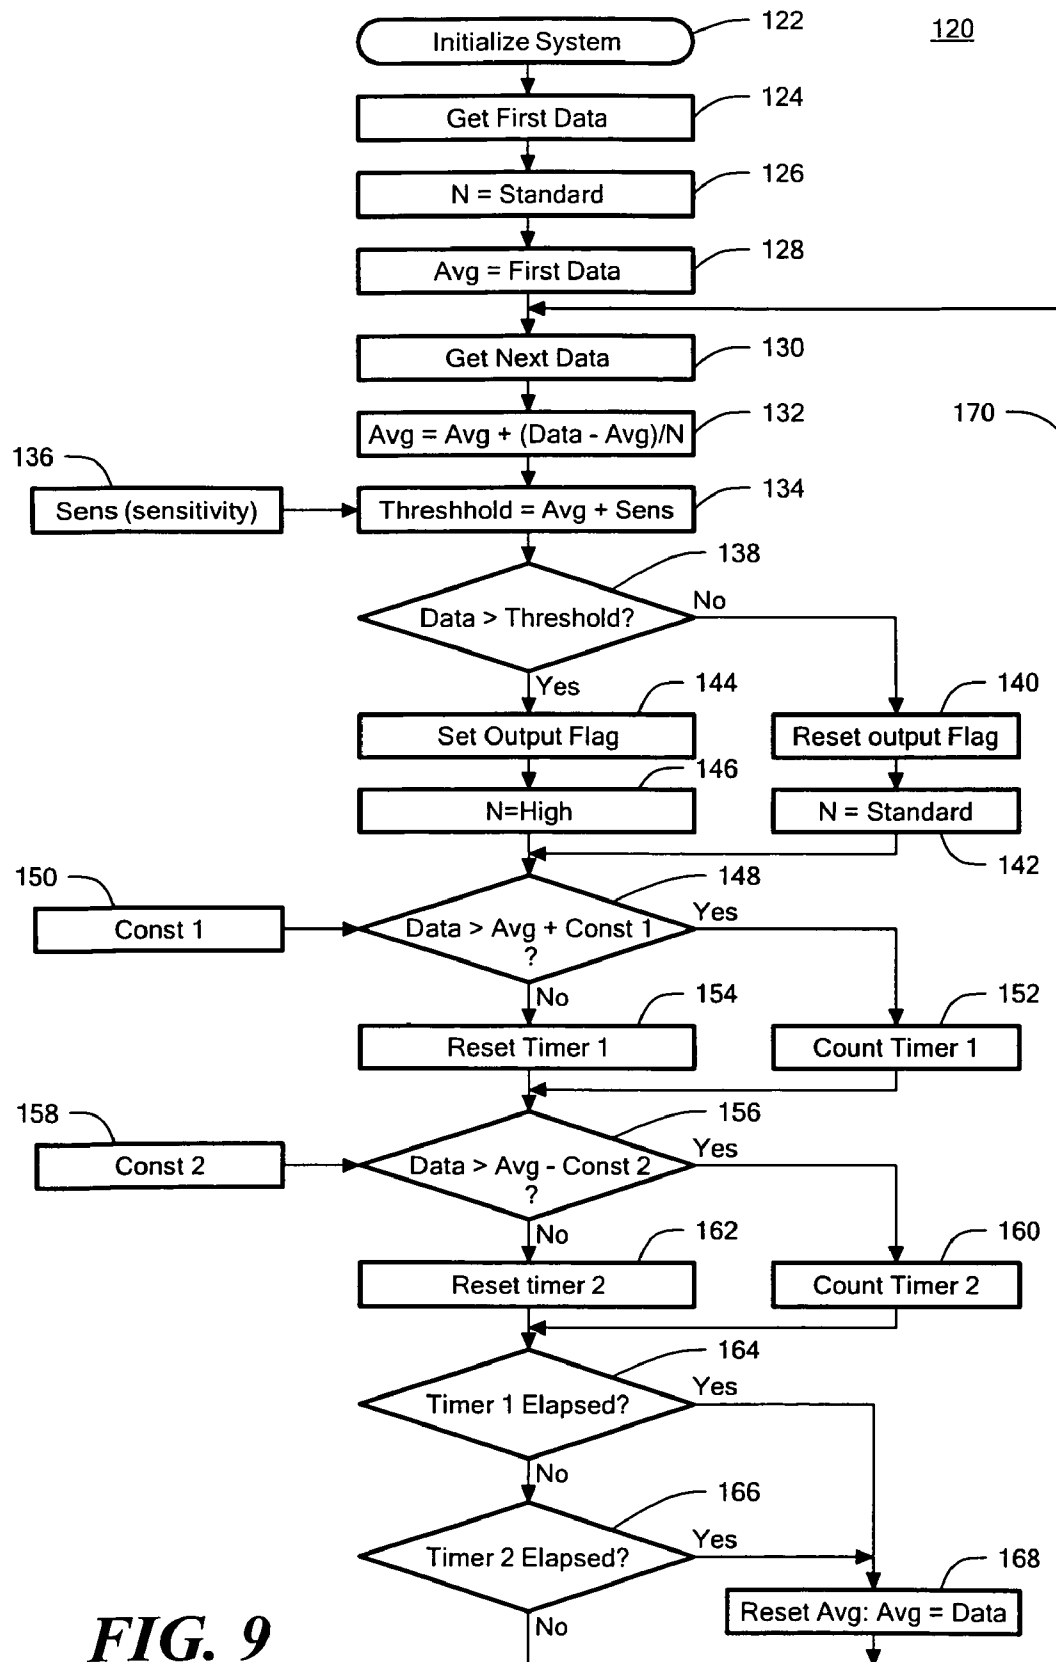 Initialize System
122
120
Get First Data
124
N = Standard
126
Avg = First Data
128
Get Next Data
130
Avg = Avg + (Data - Avg)/N
132
170
136
Sens (sensitivity)
Threshhold = Avg + Sens
134
Data > Threshold?
138
No
Yes
144
140
Set Output Flag
Reset output Flag
146
N=High
N = Standard
142
150
Const 1
148
Data > Avg + Const 1
?
Yes
No
154
152
Reset Timer 1
Count Timer 1
158
Const 2
156
Data > Avg - Const 2
?
Yes
No
162
160
Reset timer 2
Count Timer 2
164
Timer 1 Elapsed?
Yes
No
166
Timer 2 Elapsed?
Yes
168
Reset Avg: Avg = Data
No
FIG. 9